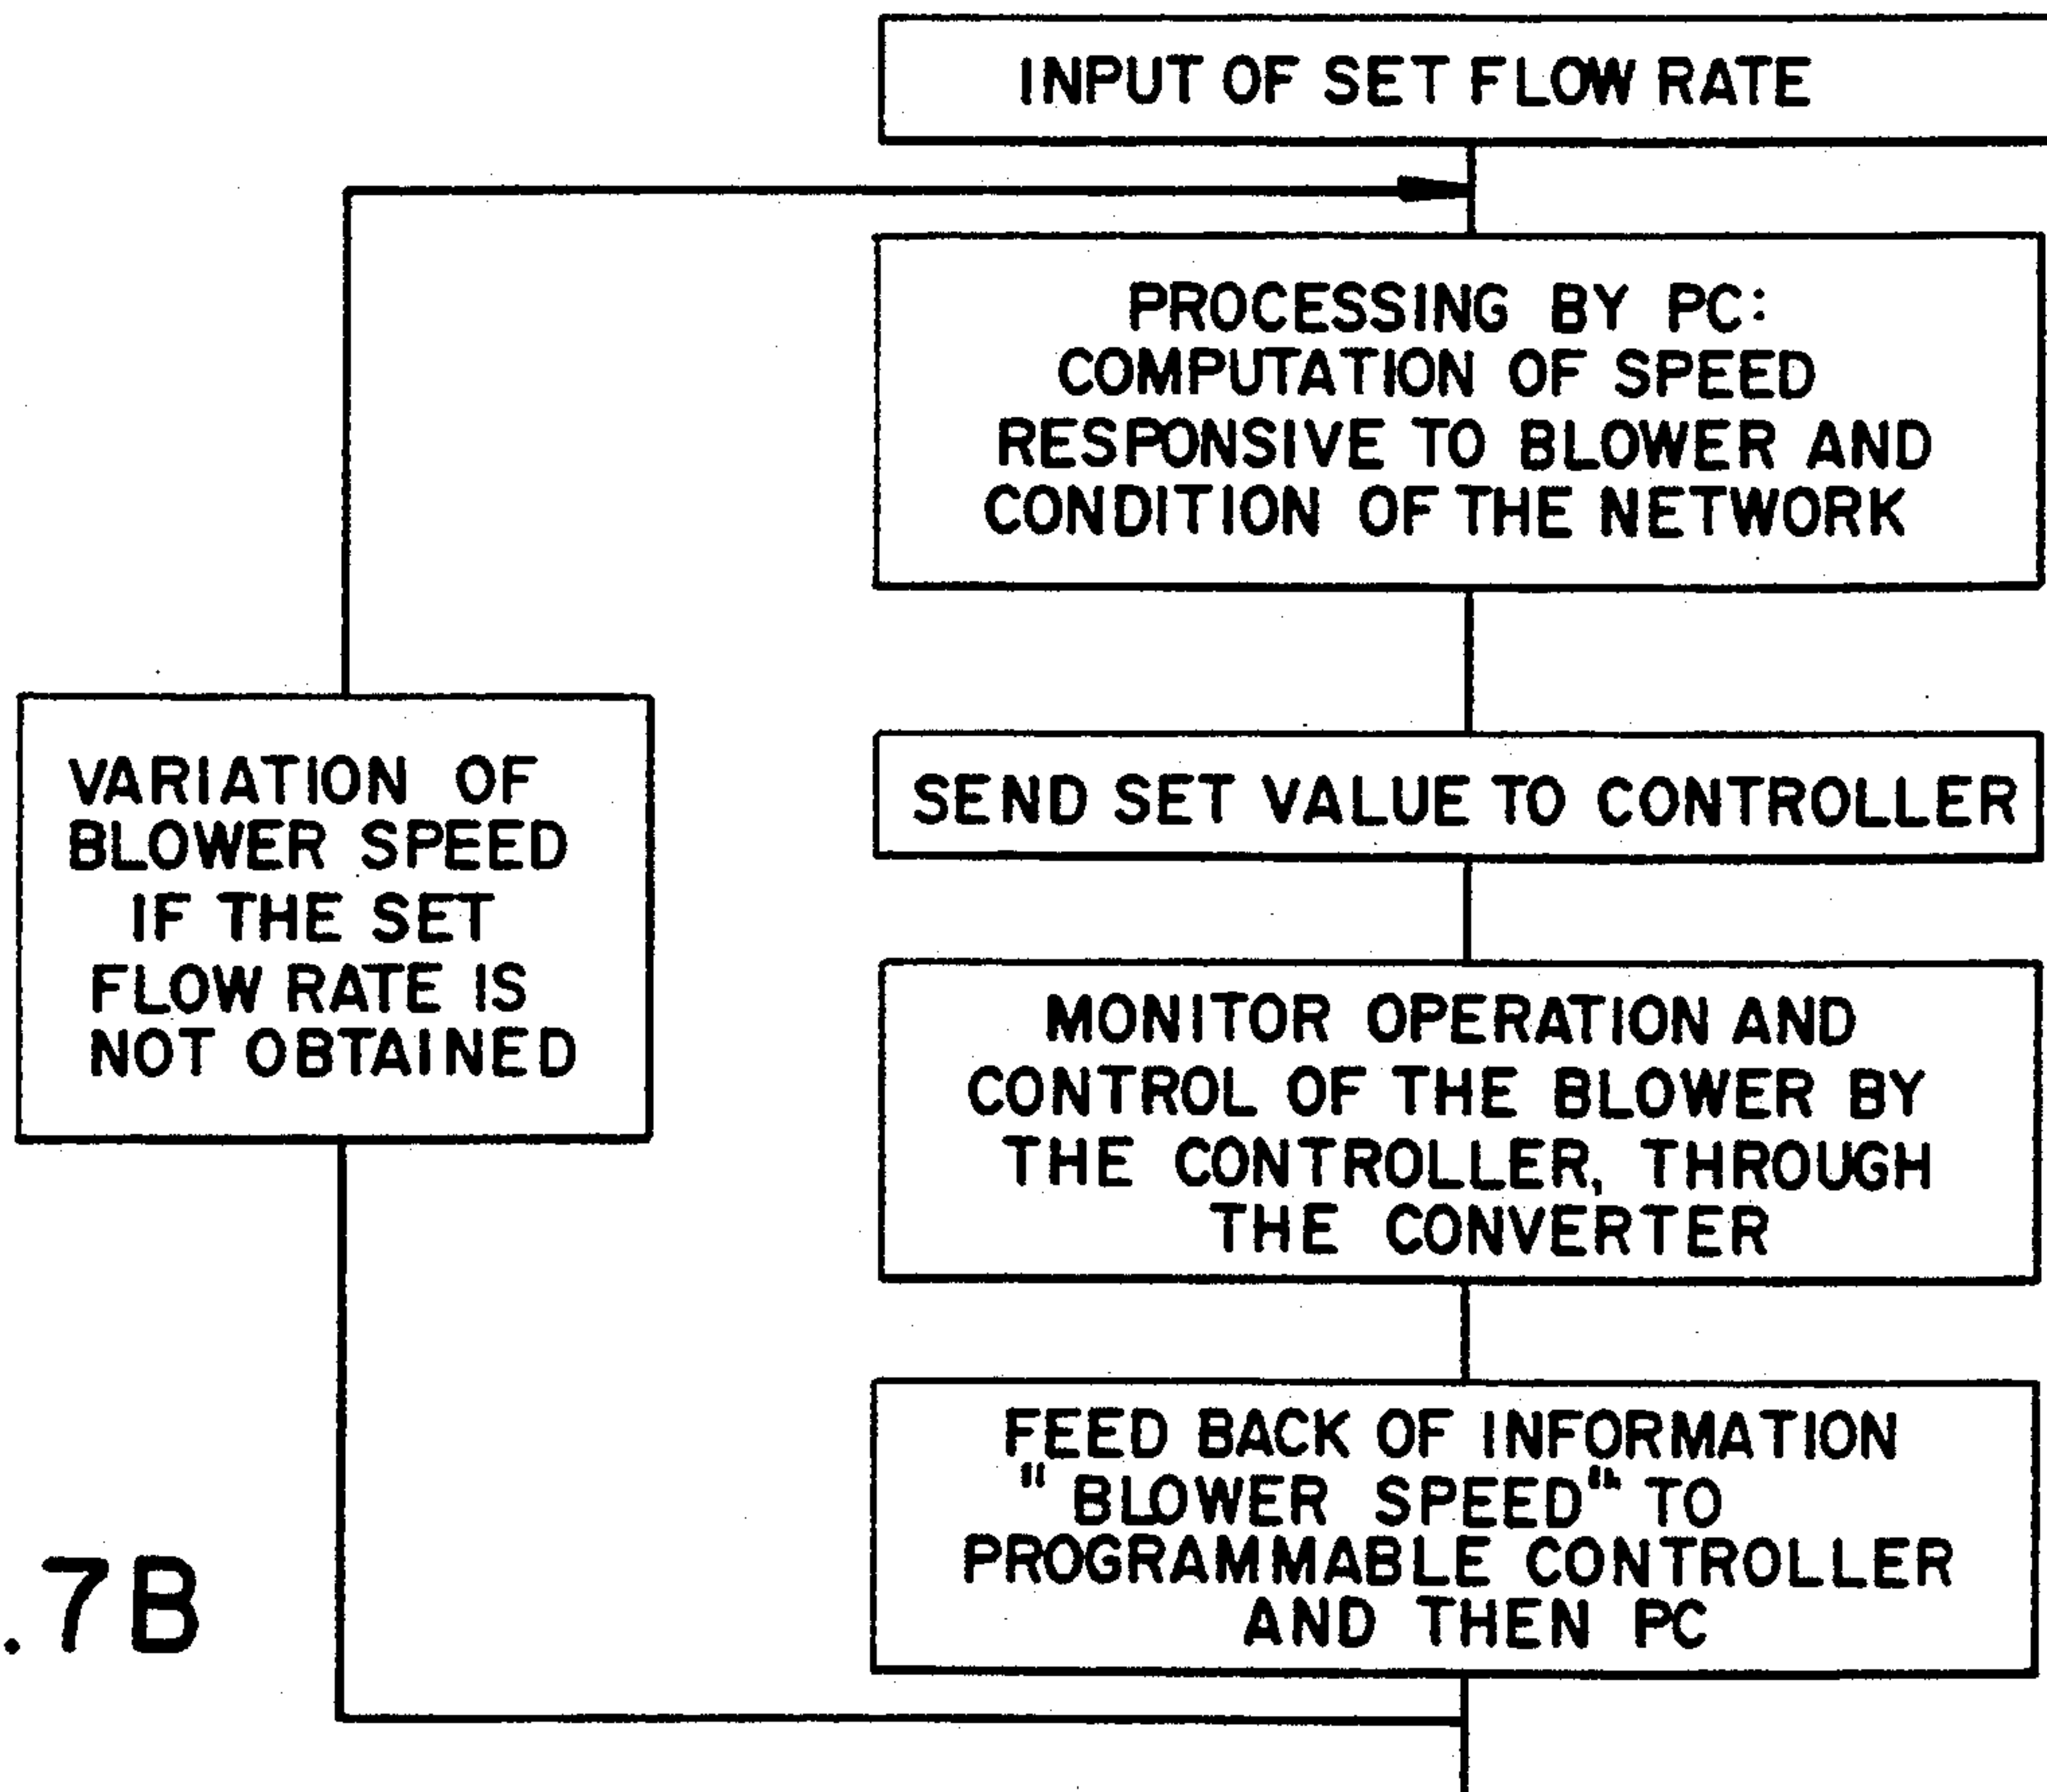 INPUT OF SET FLOW RATE
PROCESSING BY PC:
COMPUTATION OF SPEED
RESPONSIVE TO BLOWER AND
CONDITION OF THE NETWORK
SEND SET VALUE TO CONTROLLER
VARIATION OF
BLOWER SPEED
IF THE SET
FLOW RATE IS
NOT OBTAINED
MONITOR OPERATION AND
CONTROL OF THE BLOWER BY
THE CONTROLLER, THROUGH
THE CONVERTER
FEED BACK OF INFORMATION
"BLOWER SPEED" TO
PROGRAMMABLE CONTROLLER
AND THEN PC
.7B